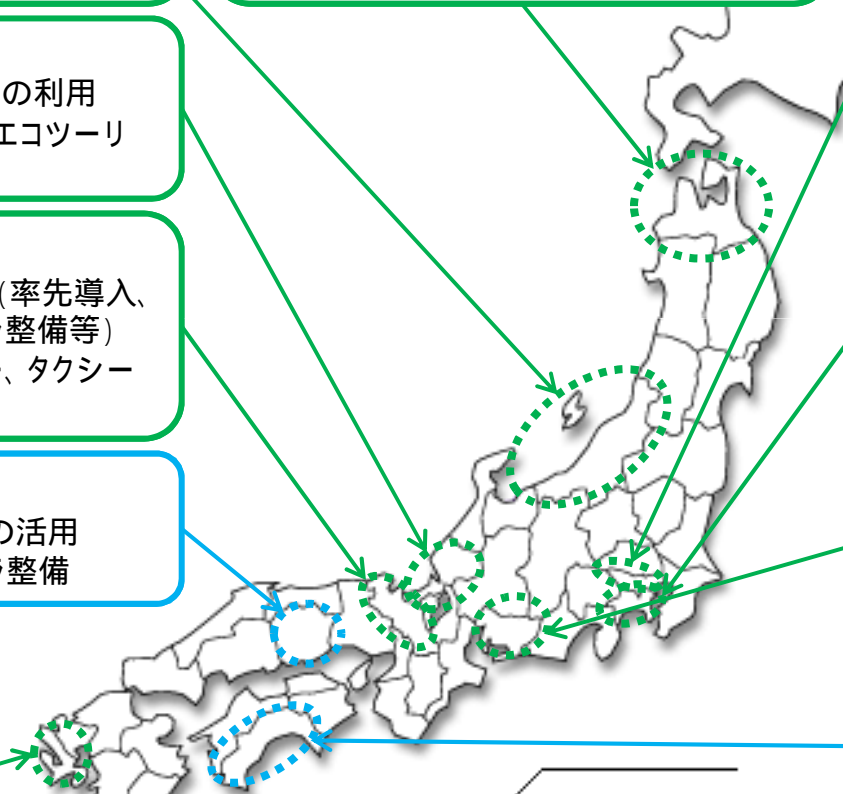 の利用
エコツーリ
(率先導入、
整備等)
、タクシー
の活用
整備